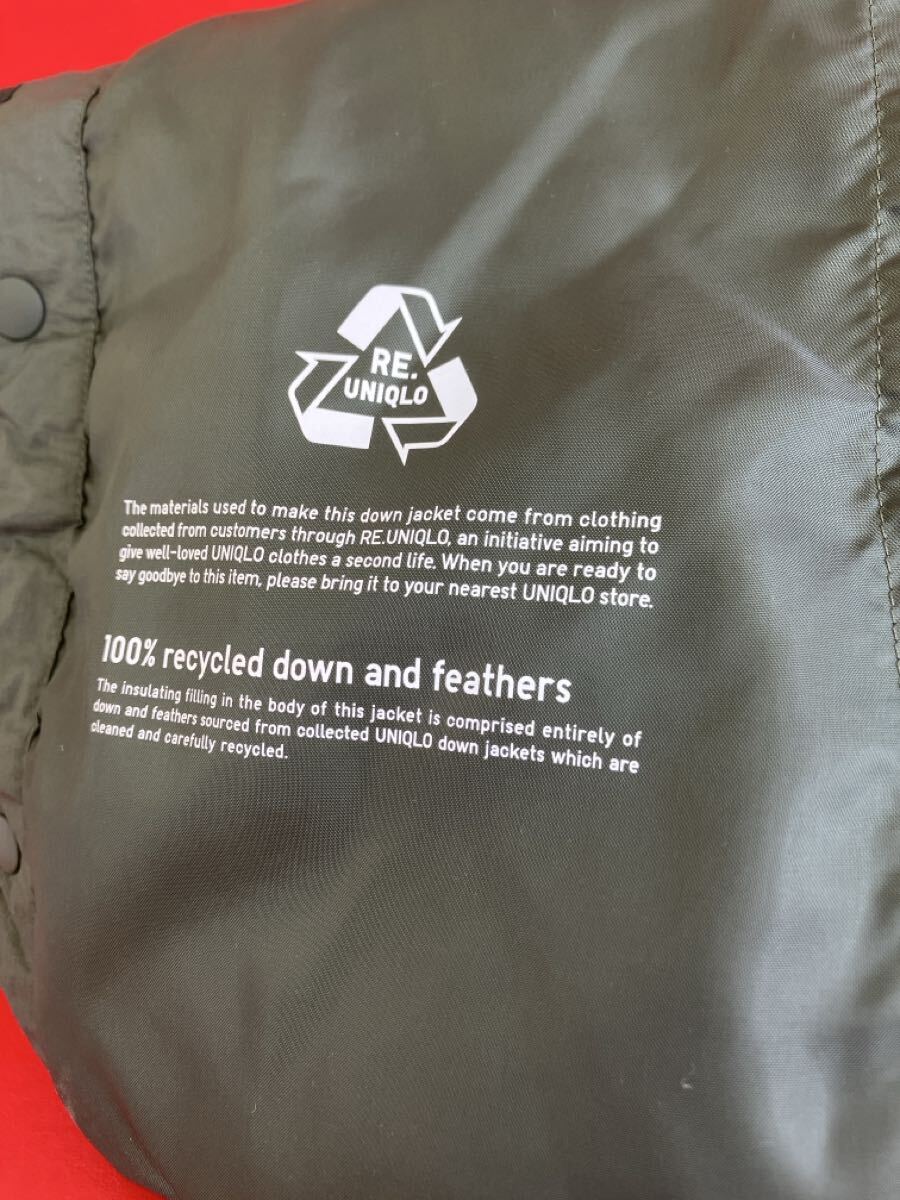 RE.
UNIQLO
The materials used to make this down jacket come from clothing
collected from customers through RE.UNIQLO, an initiative aiming to
give well-loved UNIQLO clothes a second life. When you are ready to
say goodbye to this item, please bring it to your nearest UNIQLO store.
100% recycled down and feathers
The insulating filling in the body of this jacket is comprised entirely of
down and feathers sourced from collected UNIQLO down jackets which are
cleaned and carefully recycled.